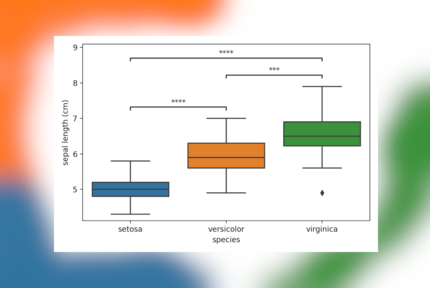 9
****
8
***
7
****
6
5
sepal length (cm)
setosa
versicolor
virginica
species